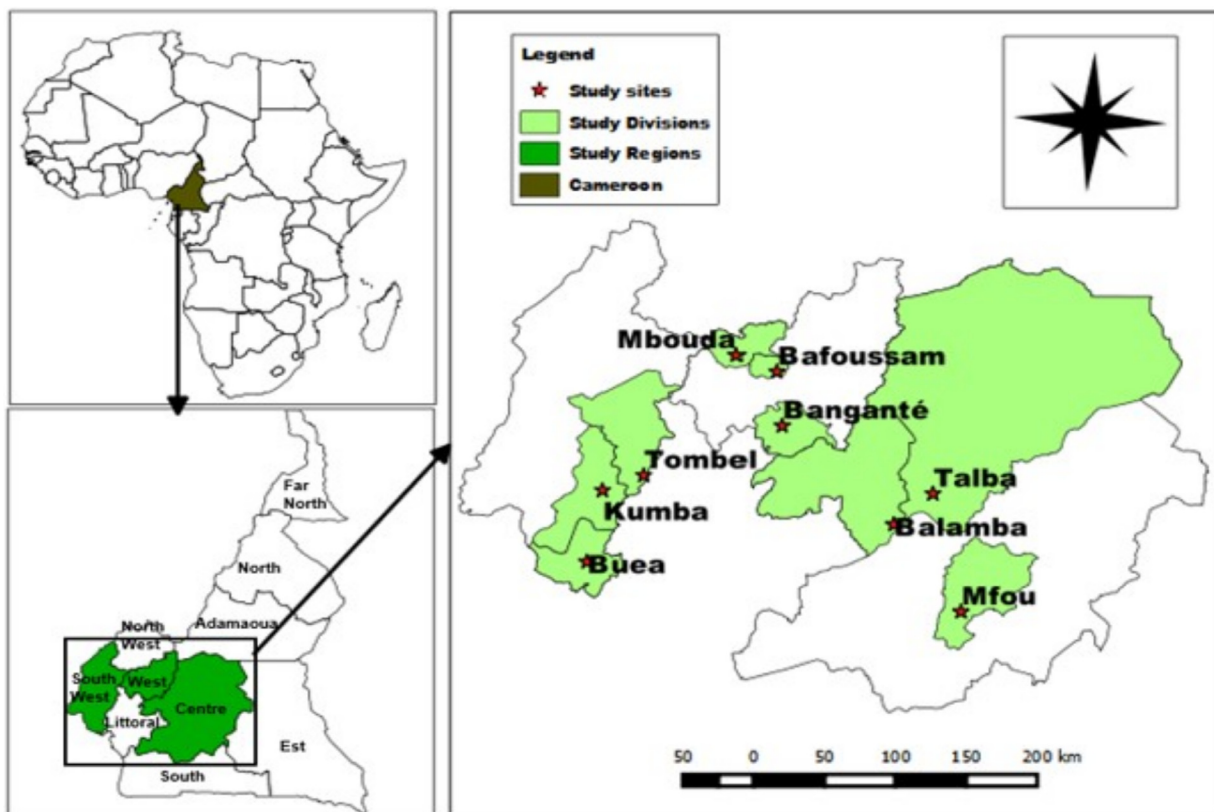 Legend
Study sites
Study Divisions
Study Regions
Cameroon
Mbouda
Bafoussam
Banganté
Tombel
Talba
Kumba
Balamba
Buea
Mfou
Far
North
North
Adamaoua
North
West
South
West
West
Centre
Littoral
Est
South
50 0 50 100 150 200 km